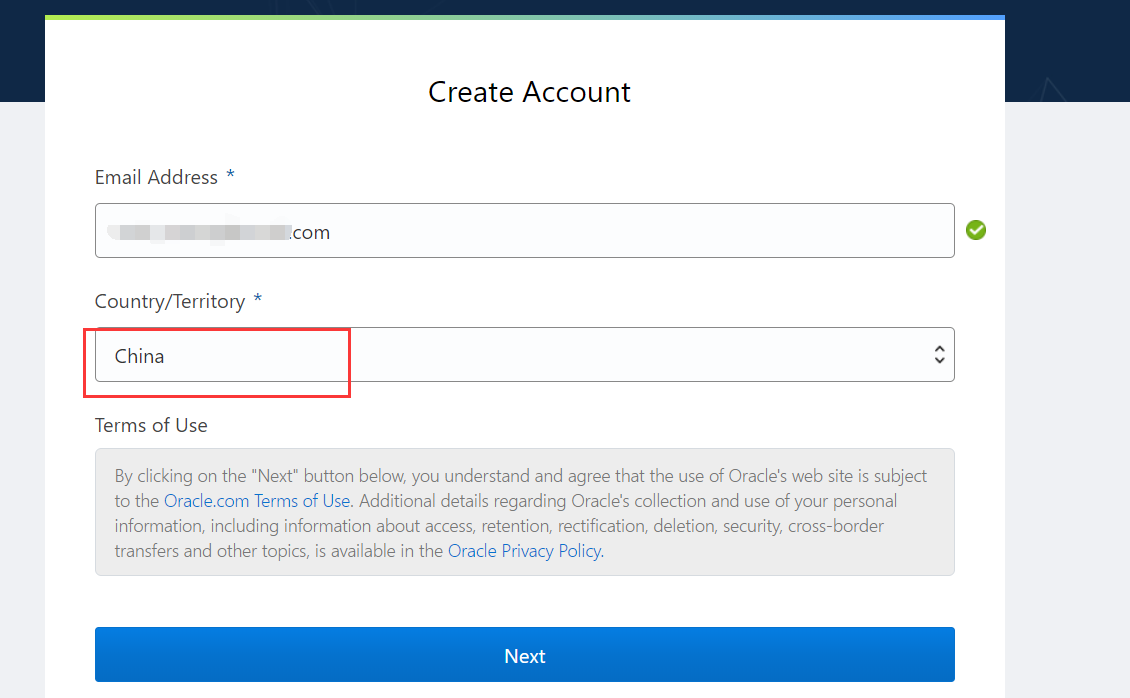 Create Account
Email Address *
.com
Country/Territory *
China
Terms of Use
By clicking on the "Next" button below, you understand and agree that the use of Oracle's web site is subject
to the Oracle.com Terms of Use. Additional details regarding Oracle's collection and use of your personal
information, including information about access, retention, rectification, deletion, security, cross-border
transfers and other topics, is available in the Oracle Privacy Policy.
Next